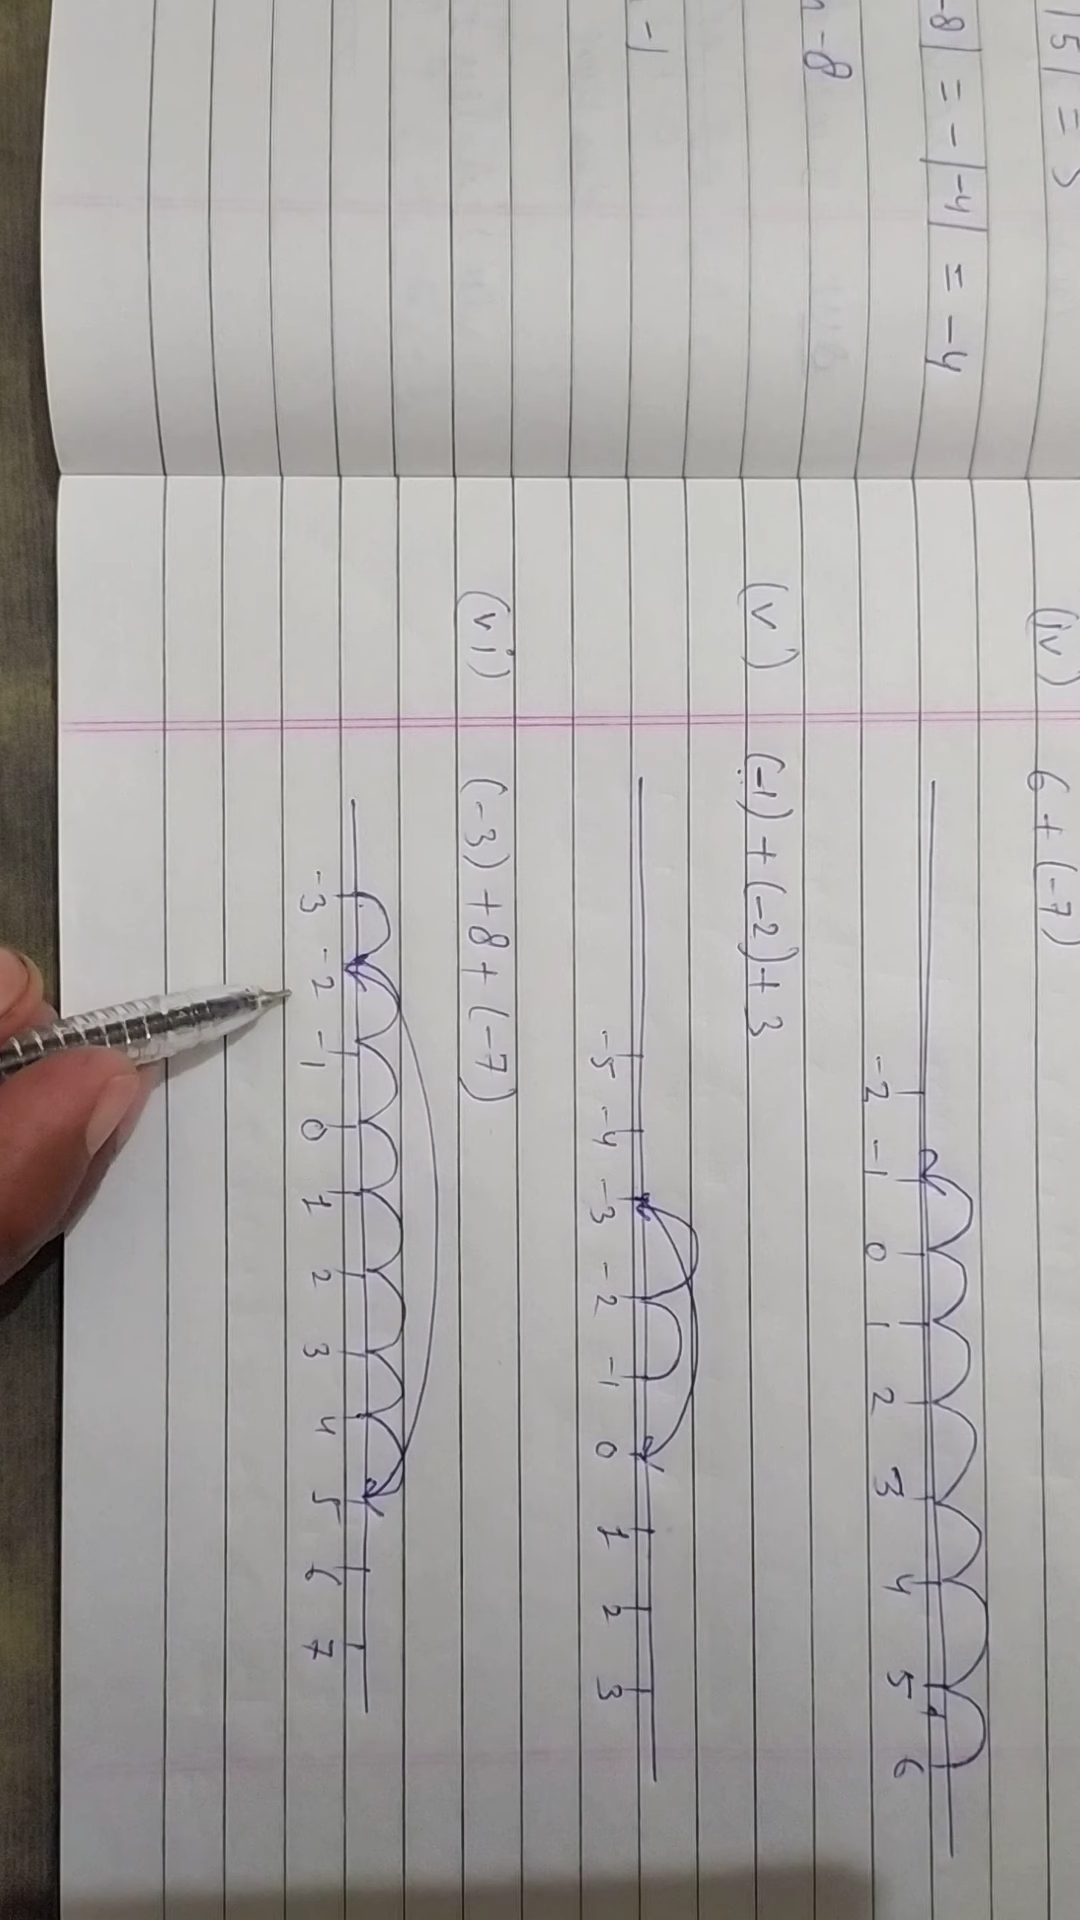 |5| = 5
-8| = -|-4| = -4
-8
-1
(iv) 6 + (-7)
-2 -1 0 1 2 3 4 5 6
(v) (-1) + (-2) + 3
-5 -4 -3 -2 -1 0 1 2 3
(vi) (-3) + 8 + (-7)
-3 -2 -1 0 1 2 3 4 5 6 7